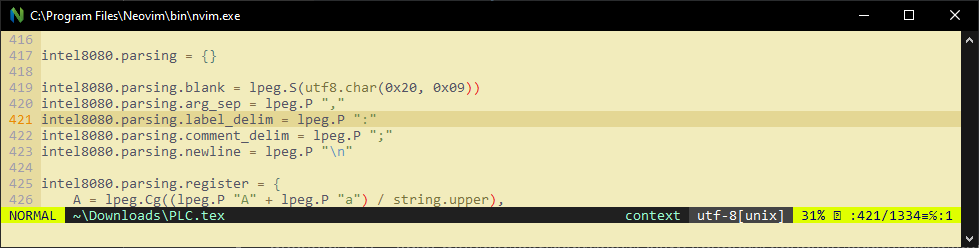 C:\Program Files\Neovim\bin\nvim.exe
416
417 intel8080.parsing = {}
418
419 intel8080.parsing.blank = lpeg.S(utf8.char(0x20, 0x09))
420 intel8080.parsing.arg_sep = lpeg.P ","
421 intel8080.parsing.label_delim = lpeg.P ":"
422 intel8080.parsing.comment_delim = lpeg.P ";"
423 intel8080.parsing.newline = lpeg.P "\n"
424
425 intel8080.parsing.register = {
426     A = lpeg.Cg((lpeg.P "A" + lpeg.P "a") / string.upper),
NORMAL ~\Downloads\PLC.tex context utf-8[unix] 31% :421/1334≡%:1